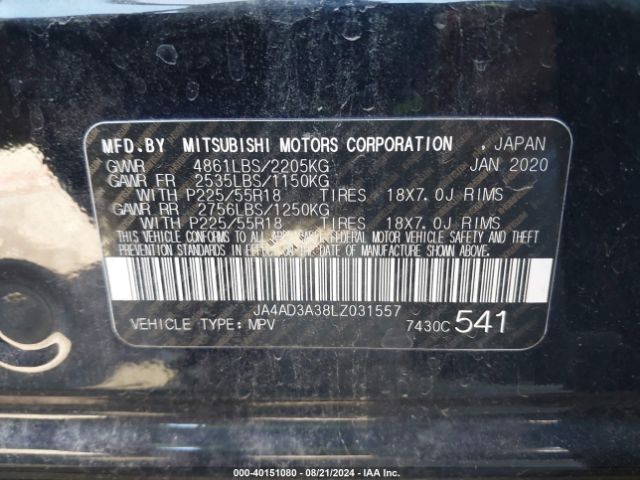 MFD.BY MITSUBISHI MOTORS CORPORATION , JAPAN
GVWR 4861LBS/2205KG JAN 2020
GAWR FR 2535LBS/1150KG
WITH P225/55R18 TIRES 18X7.0J RIMS
GAWR RR 2756LBS/1250KG
WITH P225/55R18 TIRES 18X7.0J RIMS
THIS VEHICLE CONFORMS TO ALL APPLICABLE FEDERAL MOTOR VEHICLE SAFETY AND THEFT
PREVENTION STANDARDS IN EFFECT ON THE DATE OF MANUFACTURE SHOWN ABOVE.
JA4AD3A38LZ031557
VEHICLE TYPE:MPV 7430C 541
000-40151080 - 08/21/2024 - IAA Inc.